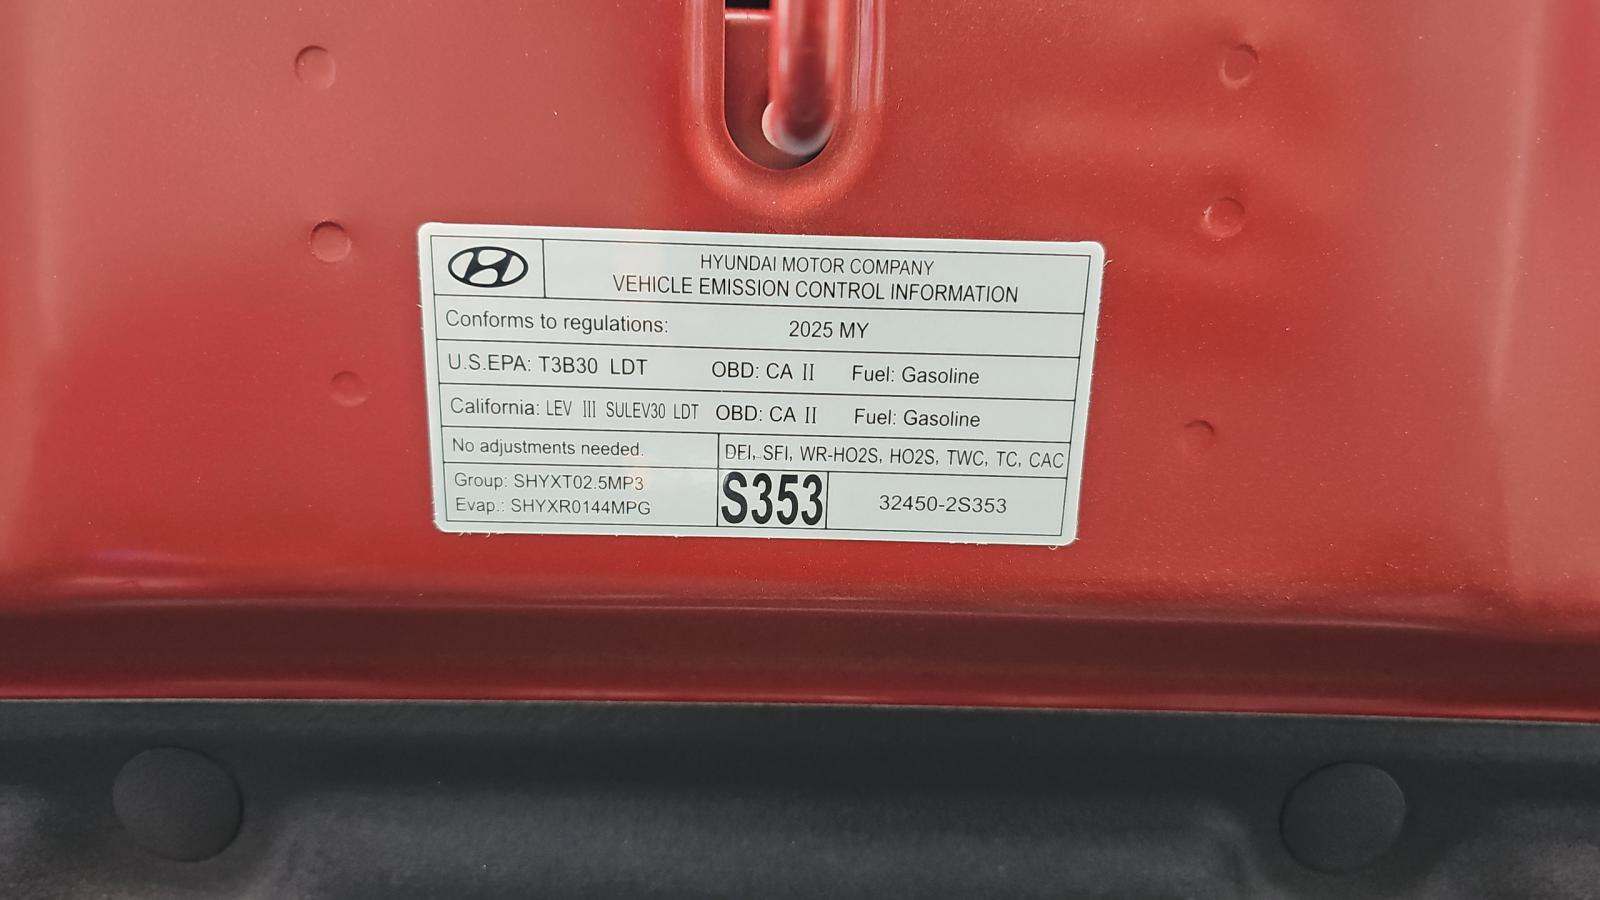 HYUNDAI MOTOR COMPANY
VEHICLE EMISSION CONTROL INFORMATION
Conforms to regulations: 2025 MY
U.S.EPA: T3B30 LDT OBD: CA II Fuel: Gasoline
California: LEV III SULEV30 LDT OBD: CA II Fuel: Gasoline
No adjustments needed. DFI, SFI, WR-HO2S, HO2S, TWC, TC, CAC
Group: SHYXT02.5MP3
Evap.: SHYXR0144MPG
S353
32450-2S353